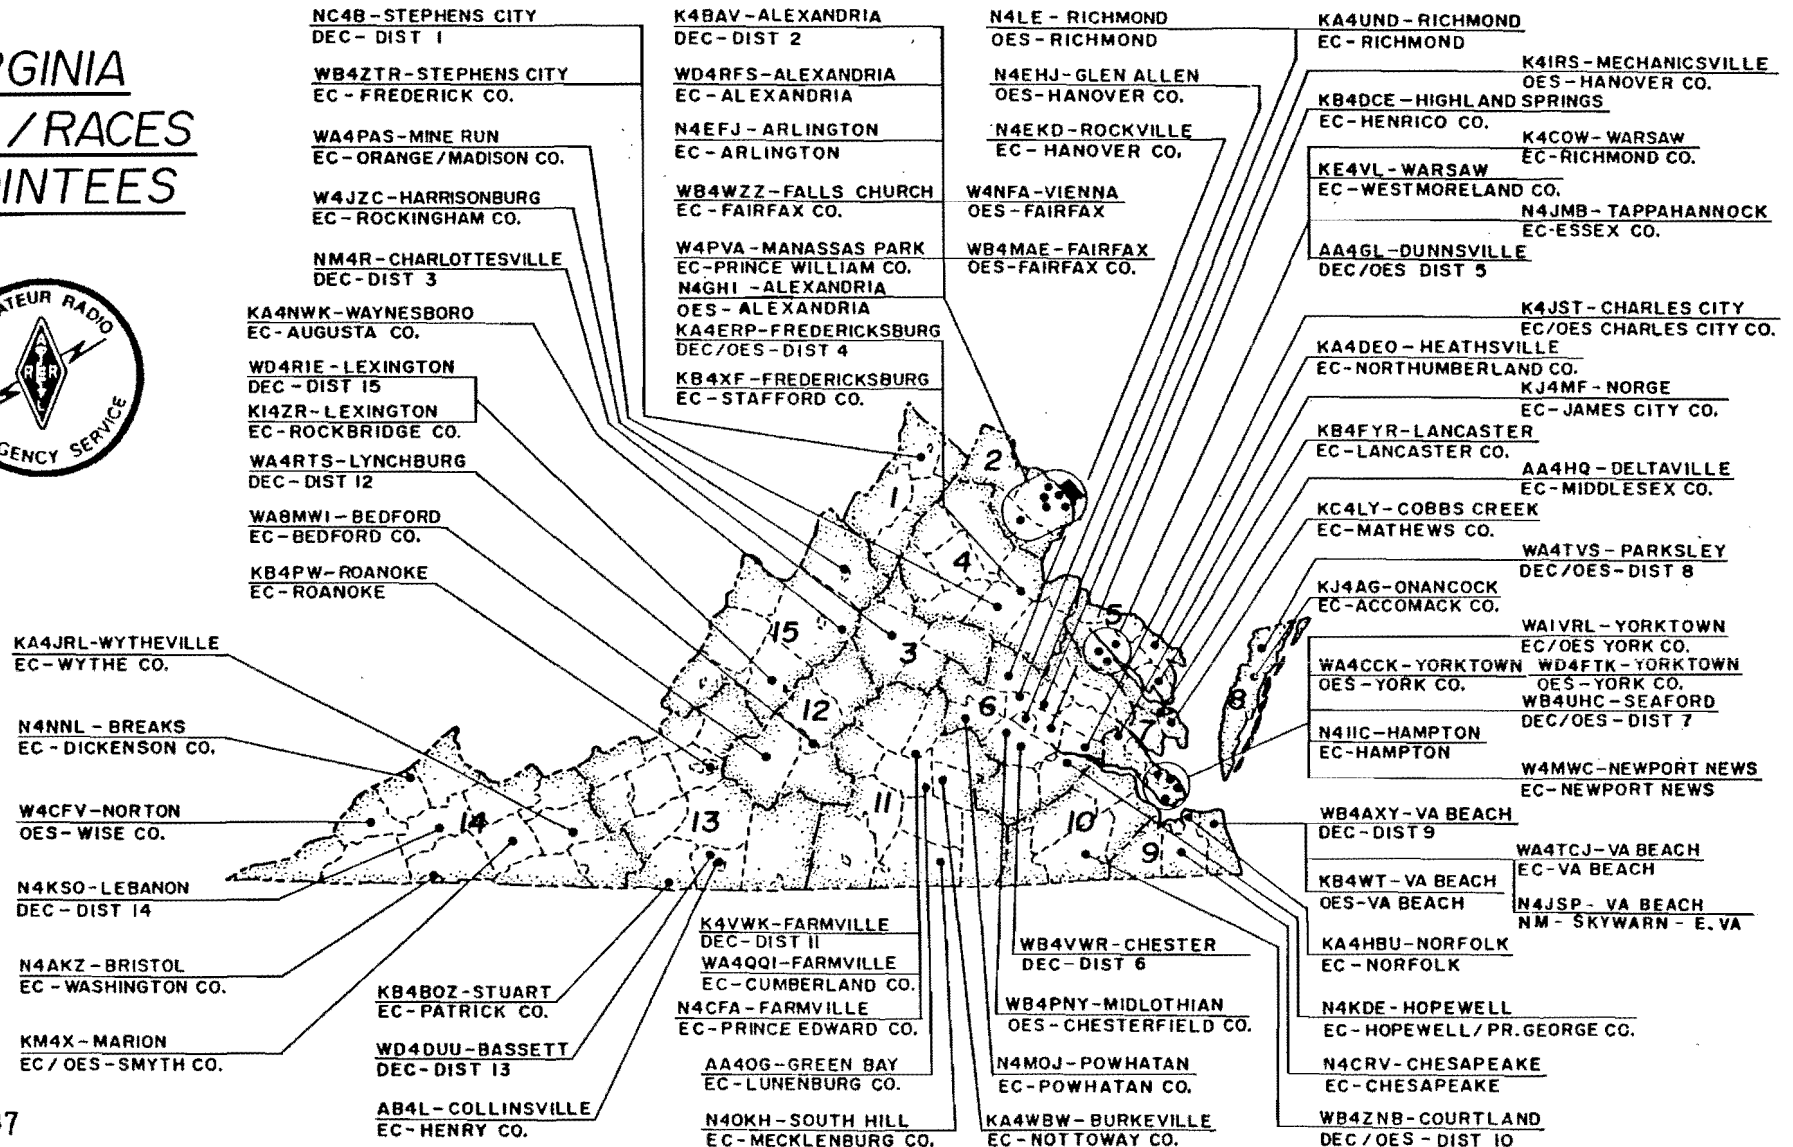 RGINIA
/RACES
OINTEES
ATEUR RADIO
GENCY SERVICE
NC4B-STEPHENS CITY
DEC-DIST 1
WB4ZTR-STEPHENS CITY
EC-FREDERICK CO.
WA4PAS-MINE RUN
EC-ORANGE/MADISON CO.
W4JZC-HARRISONBURG
EC-ROCKINGHAM CO.
NM4R-CHARLOTTESVILLE
DEC-DIST 3
KA4NWK-WAYNESBORO
EC-AUGUSTA CO.
WD4RIE-LEXINGTON
DEC-DIST 15
KI4ZR-LEXINGTON
EC-ROCKBRIDGE CO.
WA4RTS-LYNCHBURG
DEC-DIST 12
WA8MWI-BEDFORD
EC-BEDFORD CO.
KB4PW-ROANOKE
EC-ROANOKE
KA4JRL-WYTHEVILLE
EC-WYTHE CO.
N4NNL-BREAKS
EC-DICKENSON CO.
W4CFV-NORTON
OES-WISE CO.
N4KSO-LEBANON
DEC-DIST 14
N4AKZ-BRISTOL
EC-WASHINGTON CO.
KM4X-MARION
EC/OES-SMYTH CO.
K4BAV-ALEXANDRIA
DEC-DIST 2
WD4RFS-ALEXANDRIA
EC-ALEXANDRIA
N4EFJ-ARLINGTON
EC-ARLINGTON
WB4WZZ-FALLS CHURCH
EC-FAIRFAX CO.
W4PVA-MANASSAS PARK
EC-PRINCE WILLIAM CO.
N4GHI-ALEXANDRIA
OES-ALEXANDRIA
KA4ERP-FREDERICKSBURG
DEC/OES-DIST 4
KB4XF-FREDERICKSBURG
EC-STAFFORD CO.
N4LE-RICHMOND
OES-RICHMOND
N4EHJ-GLEN ALLEN
OES-HANOVER CO.
N4EKD-ROCKVILLE
EC-HANOVER CO.
W4NFA-VIENNA
OES-FAIRFAX
WB4MAE-FAIRFAX
OES-FAIRFAX CO.
KA4UND-RICHMOND
EC-RICHMOND
K4IRS-MECHANICSVILLE
OES-HANOVER CO.
KB4DCE-HIGHLAND SPRINGS
EC-HENRICO CO.
K4COW-WARSAW
EC-RICHMOND CO.
KE4VL-WARSAW
EC-WESTMORELAND CO.
N4JMB-TAPPAHANNOCK
EC-ESSEX CO.
AA4GL-DUNNSVILLE
DEC/OES DIST 5
K4JST-CHARLES CITY
EC/OES CHARLES CITY CO.
KA4DEO-HEATHSVILLE
EC-NORTHUMBERLAND CO.
KJ4MF-NORGE
EC-JAMES CITY CO.
KB4FYR-LANCASTER
EC-LANCASTER CO.
AA4HQ-DELTAVILLE
EC-MIDDLESEX CO.
KC4LY-COBBS CREEK
EC-MATHEWS CO.
WA4TVS-PARKSLEY
DEC/OES-DIST 8
KJ4AG-ONANCOCK
EC-ACCOMACK CO.
WA1VRL-YORKTOWN
EC/OES YORK CO.
WA4CCK-YORKTOWN WD4FTK-YORKTOWN
OES-YORK CO. OES-YORK CO.
WB4UHC-SEAFORD
DEC/OES-DIST 7
N4IIC-HAMPTON
EC-HAMPTON
W4MWC-NEWPORT NEWS
EC-NEWPORT NEWS
WB4AXY-VA BEACH
DEC-DIST 9
WA4TCJ-VA BEACH
EC-VA BEACH
KB4WT-VA BEACH
OES-VA BEACH
N4JSP-VA BEACH
NM-SKYWARN-E.VA
KA4HBU-NORFOLK
EC-NORFOLK
N4KDE-HOPEWELL
EC-HOPEWELL/PR.GEORGE CO.
N4CRV-CHESAPEAKE
EC-CHESAPEAKE
WB4ZNB-COURTLAND
DEC/OES-DIST 10
1
2
3
4
5
6
7
8
9
10
11
12
13
14
15
KB4BOZ-STUART
EC-PATRICK CO.
WD4DUU-BASSETT
DEC-DIST 13
AB4L-COLLINSVILLE
EC-HENRY CO.
K4VWK-FARMVILLE
DEC-DIST 11
WA4QQI-FARMVILLE
EC-CUMBERLAND CO.
N4CFA-FARMVILLE
EC-PRINCE EDWARD CO.
AA4OG-GREEN BAY
EC-LUNENBURG CO.
N4OKH-SOUTH HILL
EC-MECKLENBURG CO.
WB4VWR-CHESTER
DEC-DIST 6
WB4PNY-MIDLOTHIAN
OES-CHESTERFIELD CO.
N4MOJ-POWHATAN
EC-POWHATAN CO.
KA4WBW-BURKEVILLE
EC-NOTTOWAY CO.